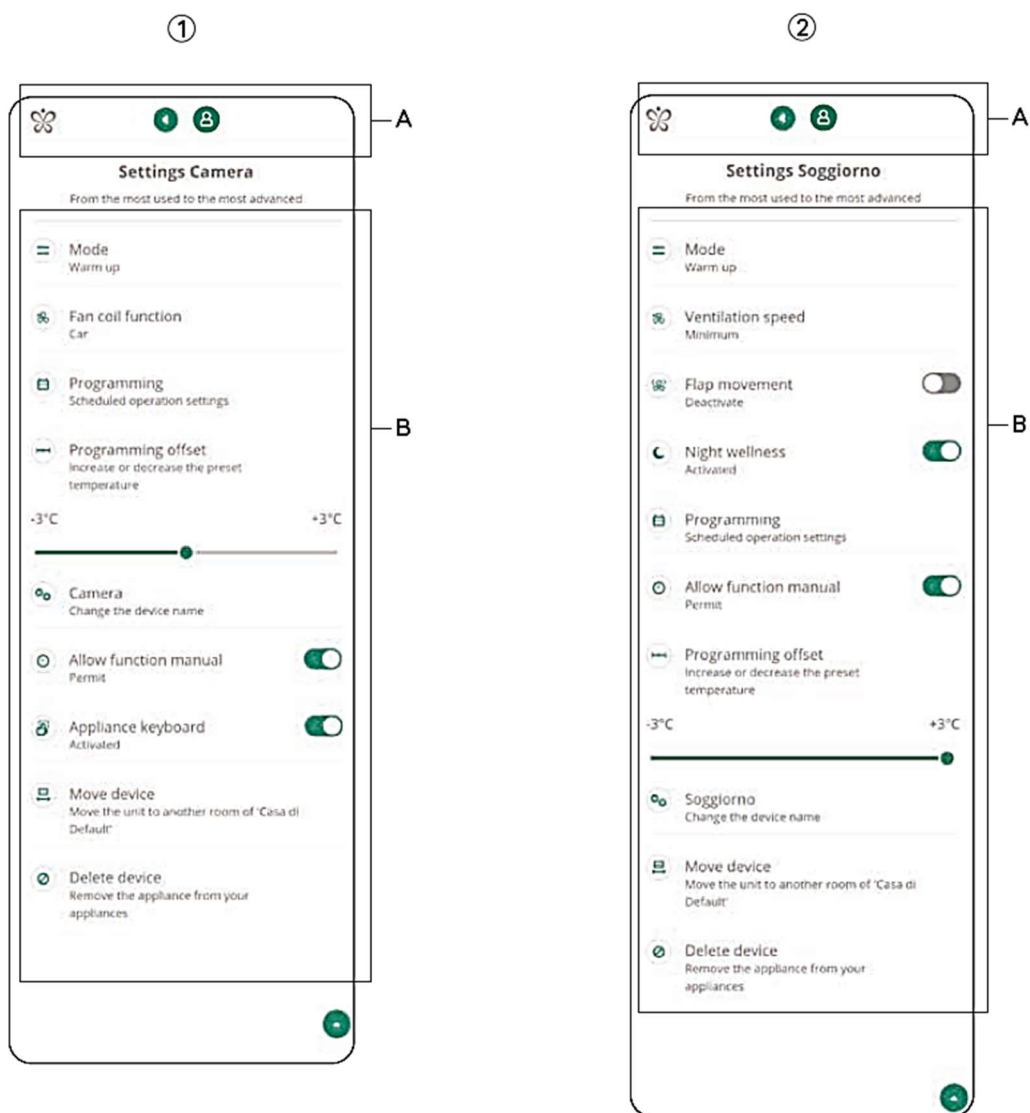 ①
A
Settings Camera
From the most used to the most advanced
B
Mode
Warm up
Fan coil function
Car
Programming
Scheduled operation settings
Programming offset
Increase or decrease the preset
temperature
-3°C +3°C
Camera
Change the device name
Allow function manual
Permit
Appliance keyboard
Activated
Move device
Move the unit to another room of 'Casa di
Default'
Delete device
Remove the appliance from your
appliances
②
A
Settings Soggiorno
From the most used to the most advanced
B
Mode
Warm up
Ventilation speed
Minimum
Flap movement
Deactivate
Night wellness
Activated
Programming
Scheduled operation settings
Allow function manual
Permit
Programming offset
Increase or decrease the preset
temperature
-3°C +3°C
Soggiorno
Change the device name
Move device
Move the unit to another room of 'Casa di
Default'
Delete device
Remove the appliance from your
appliances